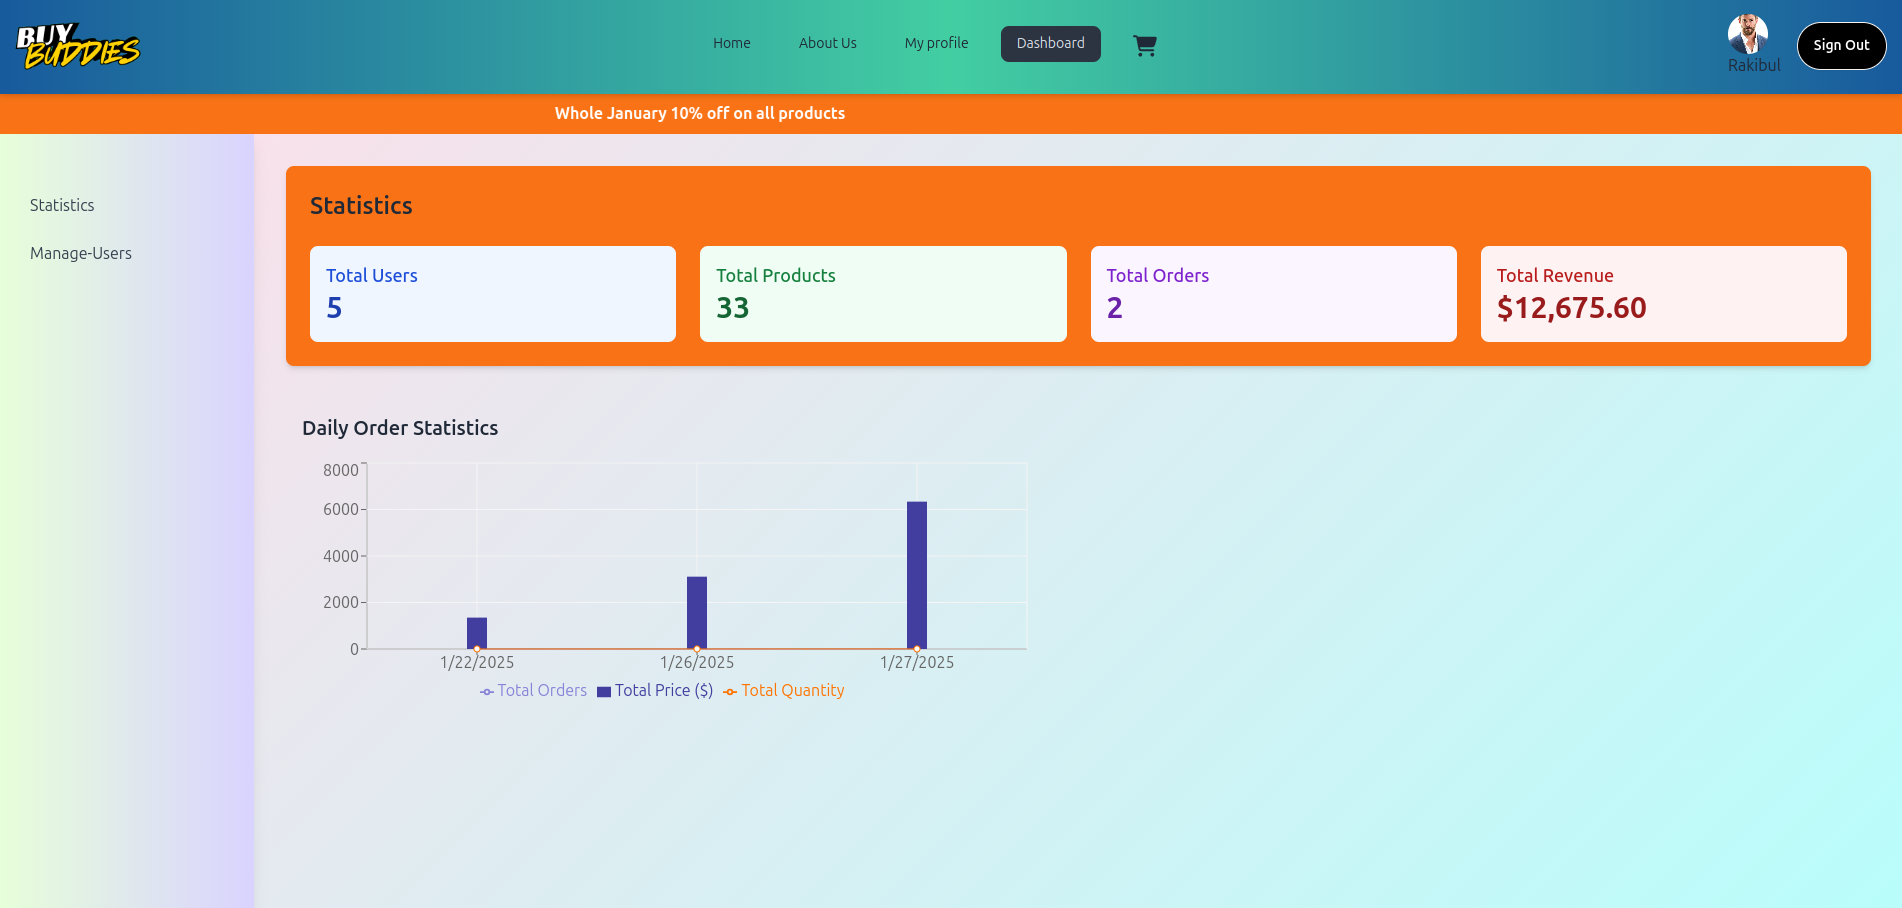 BUY
BUDDIES
Home
About Us
My profile
Dashboard
Rakibul
Sign Out
Whole January 10% off on all products
Statistics
Manage-Users
Statistics
Total Users
5
Total Products
33
Total Orders
2
Total Revenue
$12,675.60
Daily Order Statistics
8000
6000
4000
2000
0
1/22/2025
1/26/2025
1/27/2025
Total Orders
Total Price ($)
Total Quantity